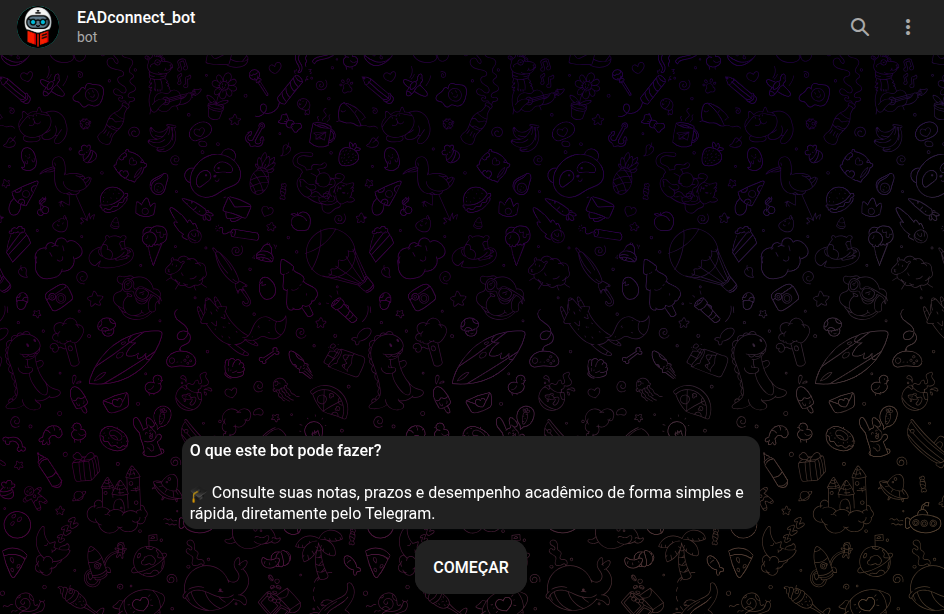 EADconnect_bot
bot
O que este bot pode fazer?
🎓 Consulte suas notas, prazos e desempenho acadêmico de forma simples e
rápida, diretamente pelo Telegram.
COMEÇAR